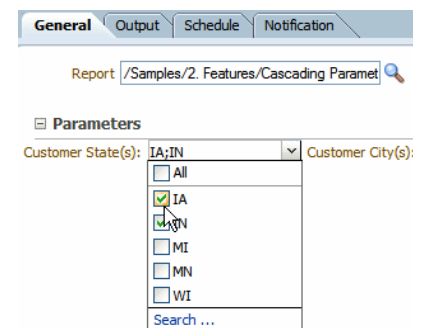 General Output Schedule Notification
Report /Samples/2. Features/Cascading Paramet
Parameters
Customer State(s): IA;IN Customer City(s):
All
IA
IN
MI
MN
WI
Search ...